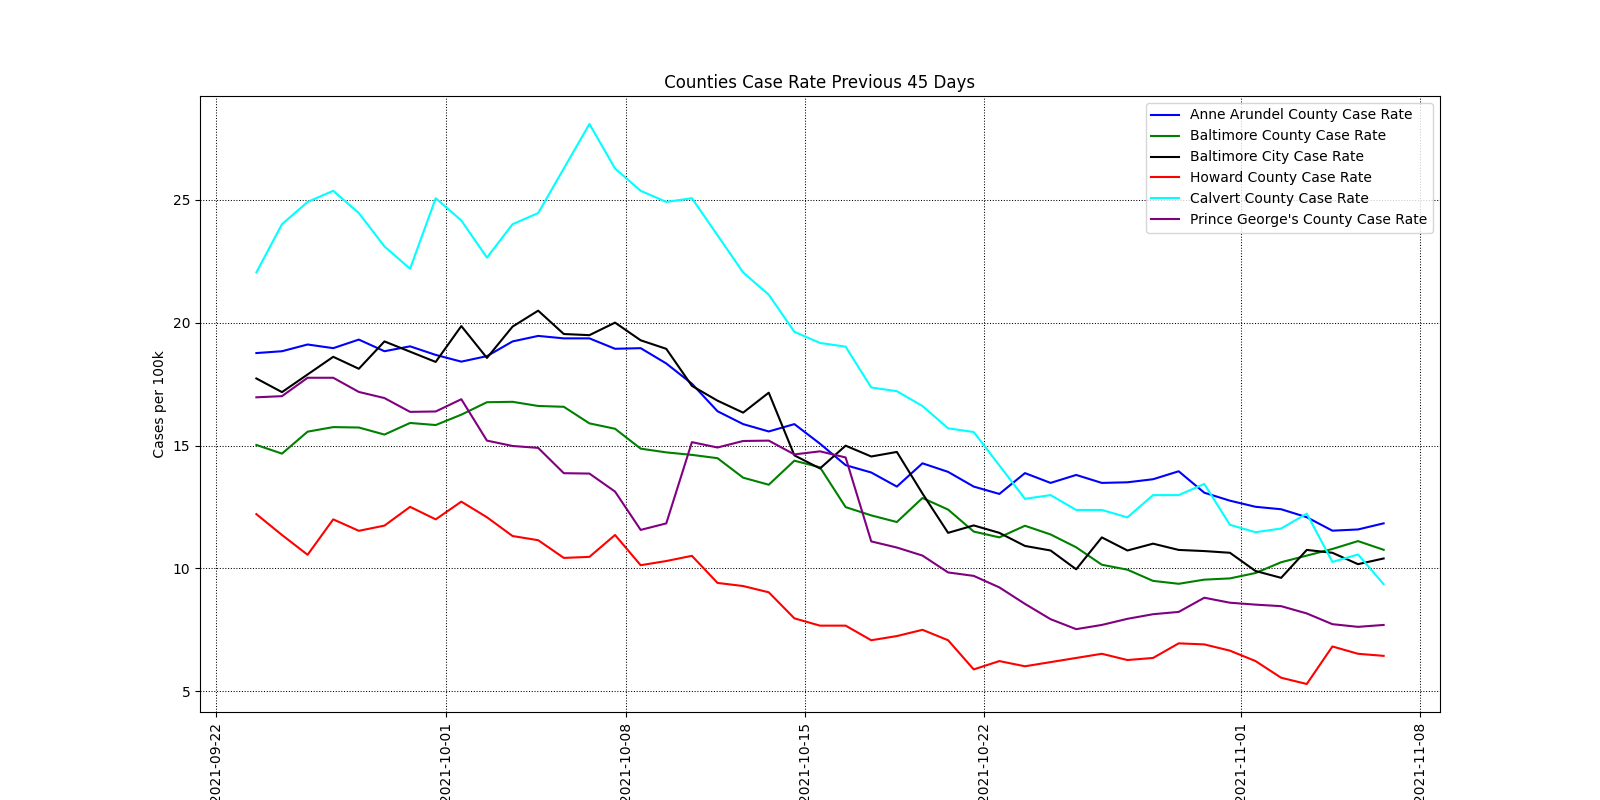 Counties Case Rate Previous 45 Days
Anne Arundel County Case Rate
Baltimore County Case Rate
Baltimore City Case Rate
Howard County Case Rate
Calvert County Case Rate
Prince George's County Case Rate
Cases per 100k
25
20
15
10
5
2021-09-22
2021-10-01
2021-10-08
2021-10-15
2021-10-22
2021-11-01
2021-11-08